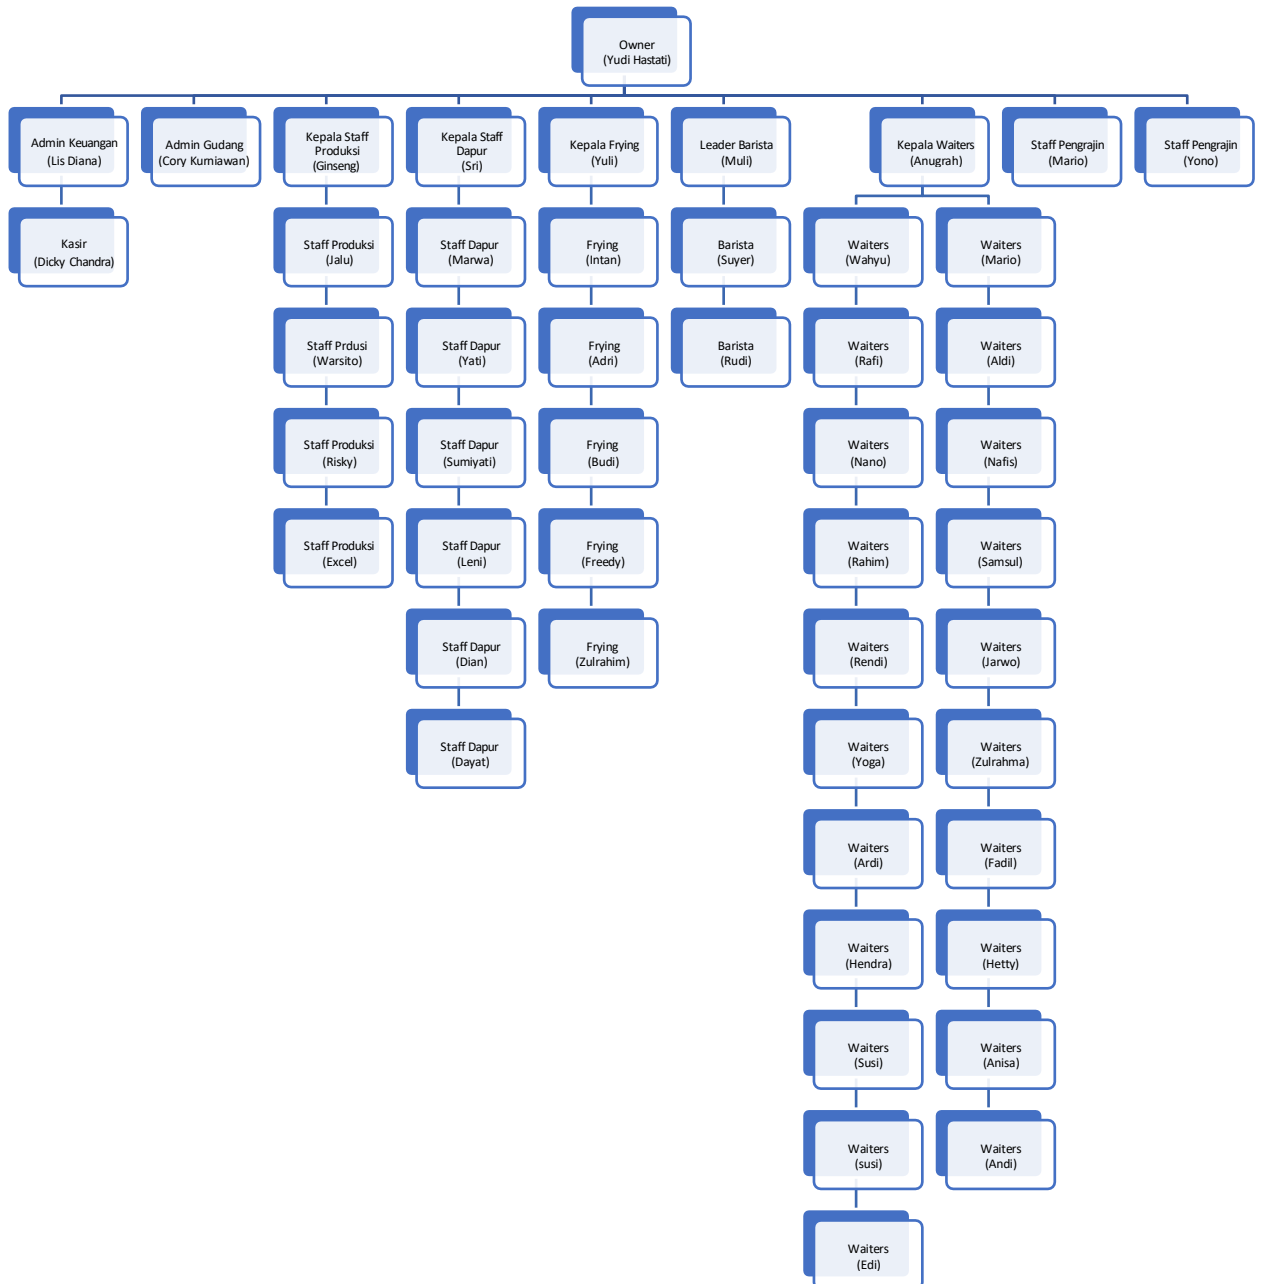 Owner
(Yudi Hastati)
Admin Keuangan
(Lis Diana)
Admin Gudang
(Cory Kurniawan)
Kepala Staff
Produksi
(Ginseng)
Kepala Staff
Dapur
(Sri)
Kepala Frying
(Yuli)
Leader Barista
(Muli)
Kepala Waiters
(Anugrah)
Staff Pengrajin
(Mario)
Staff Pengrajin
(Yono)
Kasir
(Dicky Chandra)
Staff Produksi
(Jalu)
Staff Dapur
(Marwa)
Frying
(Intan)
Barista
(Suyer)
Waiters
(Wahyu)
Waiters
(Mario)
Staff Prdusi
(Warsito)
Staff Dapur
(Yati)
Frying
(Adri)
Barista
(Rudi)
Waiters
(Rafi)
Waiters
(Aldi)
Staff Produksi
(Risky)
Staff Dapur
(Sumiyati)
Frying
(Budi)
Waiters
(Nano)
Waiters
(Nafis)
Staff Produksi
(Excel)
Staff Dapur
(Leni)
Frying
(Freedy)
Waiters
(Rahim)
Waiters
(Samsul)
Staff Dapur
(Dian)
Frying
(Zulrahim)
Waiters
(Rendi)
Waiters
(Jarwo)
Staff Dapur
(Dayat)
Waiters
(Yoga)
Waiters
(Zulrahma)
Waiters
(Ardi)
Waiters
(Fadil)
Waiters
(Hendra)
Waiters
(Hetty)
Waiters
(Susi)
Waiters
(Anisa)
Waiters
(susi)
Waiters
(Andi)
Waiters
(Edi)